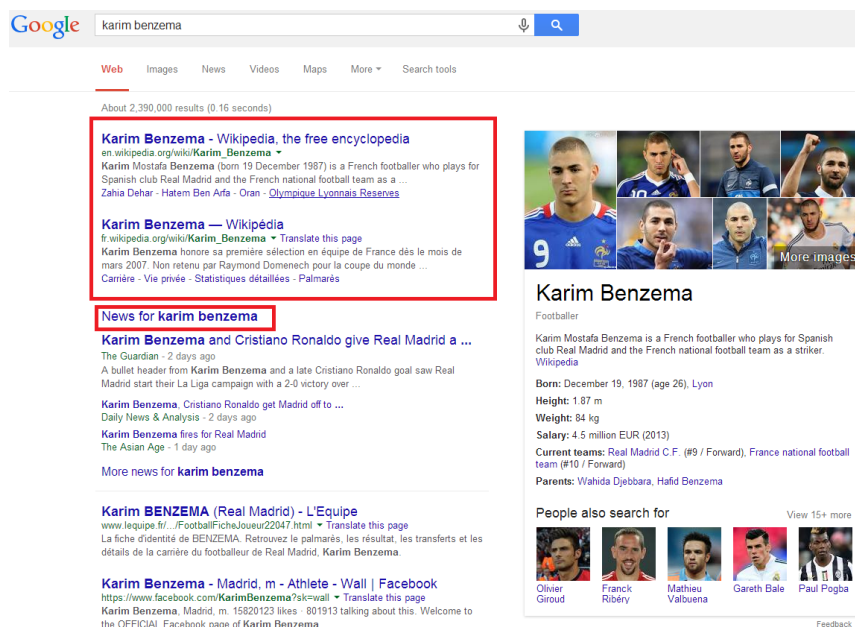 Google
karim benzema
Web Images News Videos Maps More Search tools
About 2,390,000 results (0.16 seconds)
Karim Benzema - Wikipedia, the free encyclopedia
en.wikipedia.org/wiki/Karim_Benzema
Karim Mostafa Benzema (born 19 December 1987) is a French footballer who plays for
Spanish club Real Madrid and the French national football team as a ...
Zahia Dehar - Hatem Ben Arfa - Oran - Olympique Lyonnais Reserves
Karim Benzema — Wikipédia
fr.wikipedia.org/wiki/Karim_Benzema Translate this page
Karim Benzema honore sa première sélection en équipe de France dès le mois de
mars 2007. Non retenu par Raymond Domenech pour la coupe du monde ...
Carrière - Vie privée - Statistiques détaillées - Palmarès
News for karim benzema
Karim Benzema and Cristiano Ronaldo give Real Madrid a ...
The Guardian - 2 days ago
A bullet header from Karim Benzema and a late Cristiano Ronaldo goal saw Real
Madrid start their La Liga campaign with a 2-0 victory over ...
Karim Benzema, Cristiano Ronaldo get Madrid off to ...
Daily News & Analysis - 2 days ago
Karim Benzema fires for Real Madrid
The Asian Age - 1 day ago
More news for karim benzema
Karim BENZEMA (Real Madrid) - L'Equipe
www.lequipe.fr/.../FootballFicheJoueur22047.html Translate this page
La fiche d'identité de BENZEMA. Retrouvez le palmarès, les résultat, les transferts et les
détails de la carrière du footballeur de Real Madrid, Karim Benzema.
Karim Benzema - Madrid, m - Athlete - Wall | Facebook
https://www.facebook.com/KarimBenzema?sk=wall Translate this page
Karim Benzema, Madrid, m. 15820123 likes · 801913 talking about this. Welcome to
the OFFICIAL Facebook page of Karim Benzema
9
10
More images
Karim Benzema
Footballer
Karim Mostafa Benzema is a French footballer who plays for Spanish
club Real Madrid and the French national football team as a striker.
Wikipedia
Born: December 19, 1987 (age 26), Lyon
Height: 1.87 m
Weight: 84 kg
Salary: 4.5 million EUR (2013)
Current teams: Real Madrid C.F. (#9 / Forward), France national football
team (#10 / Forward)
Parents: Wahida Djebbara, Hafid Benzema
People also search for View 15+ more
Olivier Giroud
Franck Ribéry
Mathieu Valbuena
Gareth Bale
Paul Pogba
Feedback